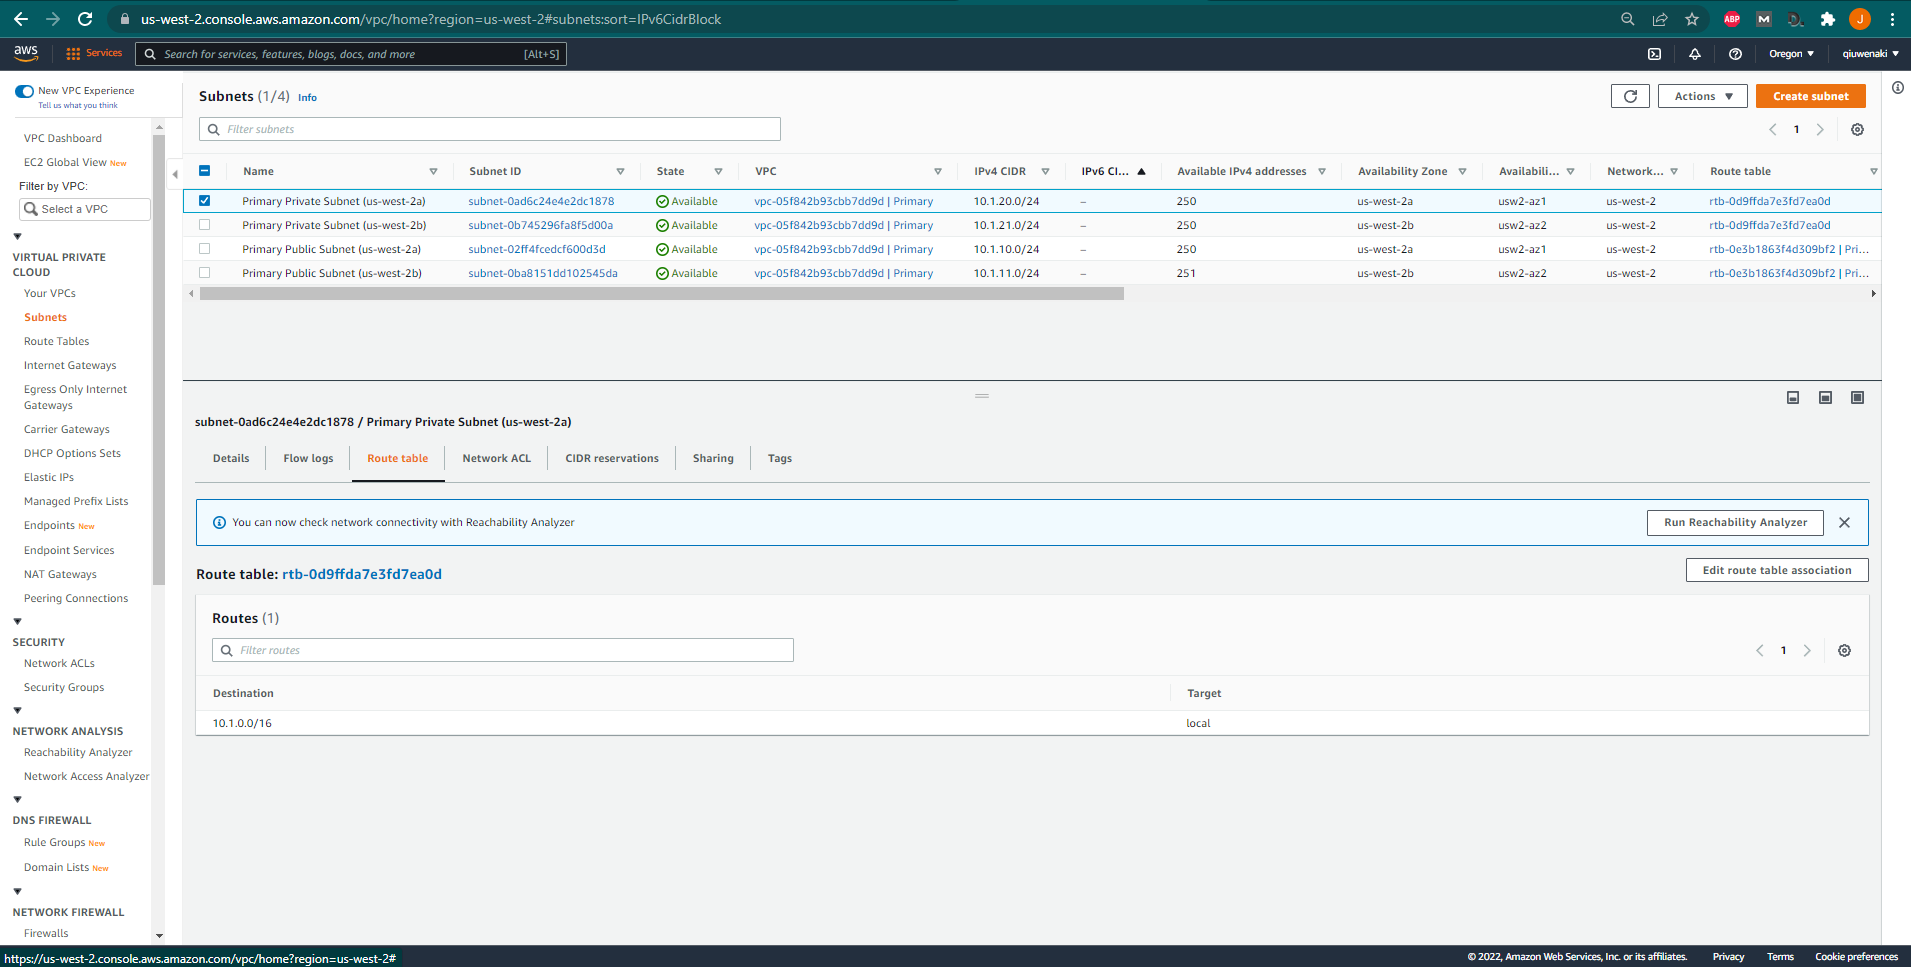 us-west-2.console.aws.amazon.com/vpc/home?region=us-west-2#subnets:sort=IPv6CidrBlock
ABP M J
aws Services Search for services, features, blogs, docs, and more [Alt+S] Oregon qiuwenaki
New VPC Experience
Tell us what you think
VPC Dashboard
EC2 Global View New
Filter by VPC:
Select a VPC
VIRTUAL PRIVATE
CLOUD
Your VPCs
Subnets
Route Tables
Internet Gateways
Egress Only Internet
Gateways
Carrier Gateways
DHCP Options Sets
Elastic IPs
Managed Prefix Lists
Endpoints New
Endpoint Services
NAT Gateways
Peering Connections
SECURITY
Network ACLs
Security Groups
NETWORK ANALYSIS
Reachability Analyzer
Network Access Analyzer
DNS FIREWALL
Rule Groups New
Domain Lists New
NETWORK FIREWALL
Firewalls
Subnets (1/4) Info
Actions Create subnet
Filter subnets
1
Name Subnet ID State VPC IPv4 CIDR IPv6 CI... Available IPv4 addresses Availability Zone Availabili... Network... Route table
Primary Private Subnet (us-west-2a) subnet-0ad6c24e4e2dc1878 Available vpc-05f842b93cbb7dd9d | Primary 10.1.20.0/24 – 250 us-west-2a usw2-az1 us-west-2 rtb-0d9ffda7e3fd7ea0d
Primary Private Subnet (us-west-2b) subnet-0b745296fa8f5d00a Available vpc-05f842b93cbb7dd9d | Primary 10.1.21.0/24 – 250 us-west-2b usw2-az2 us-west-2 rtb-0d9ffda7e3fd7ea0d
Primary Public Subnet (us-west-2a) subnet-02ff4fcedcf600d3d Available vpc-05f842b93cbb7dd9d | Primary 10.1.10.0/24 – 250 us-west-2a usw2-az1 us-west-2 rtb-0e3b1863f4d309bf2 | Pri...
Primary Public Subnet (us-west-2b) subnet-0ba8151dd102545da Available vpc-05f842b93cbb7dd9d | Primary 10.1.11.0/24 – 251 us-west-2b usw2-az2 us-west-2 rtb-0e3b1863f4d309bf2 | Pri...
subnet-0ad6c24e4e2dc1878 / Primary Private Subnet (us-west-2a)
Details Flow logs Route table Network ACL CIDR reservations Sharing Tags
You can now check network connectivity with Reachability Analyzer
Run Reachability Analyzer
Route table: rtb-0d9ffda7e3fd7ea0d
Edit route table association
Routes (1)
Filter routes
1
Destination Target
10.1.0.0/16 local
https://us-west-2.console.aws.amazon.com/vpc/home?region=us-west-2#
© 2022, Amazon Web Services, Inc. or its affiliates. Privacy Terms Cookie preferences